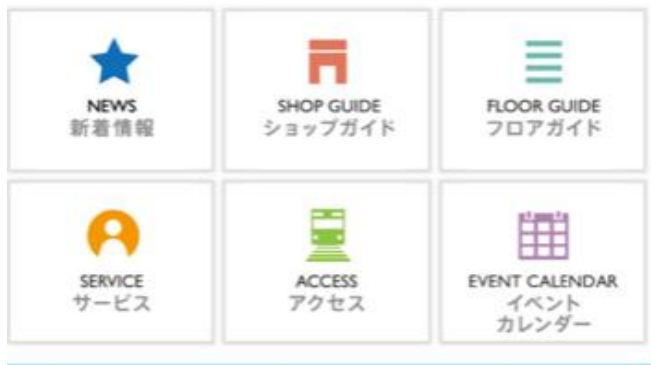 NEWS
新着情報
SHOP GUIDE
ショップガイド
FLOOR GUIDE
フロアガイド
SERVICE
サービス
ACCESS
アクセス
EVENT CALENDAR
イベント
カレンダー